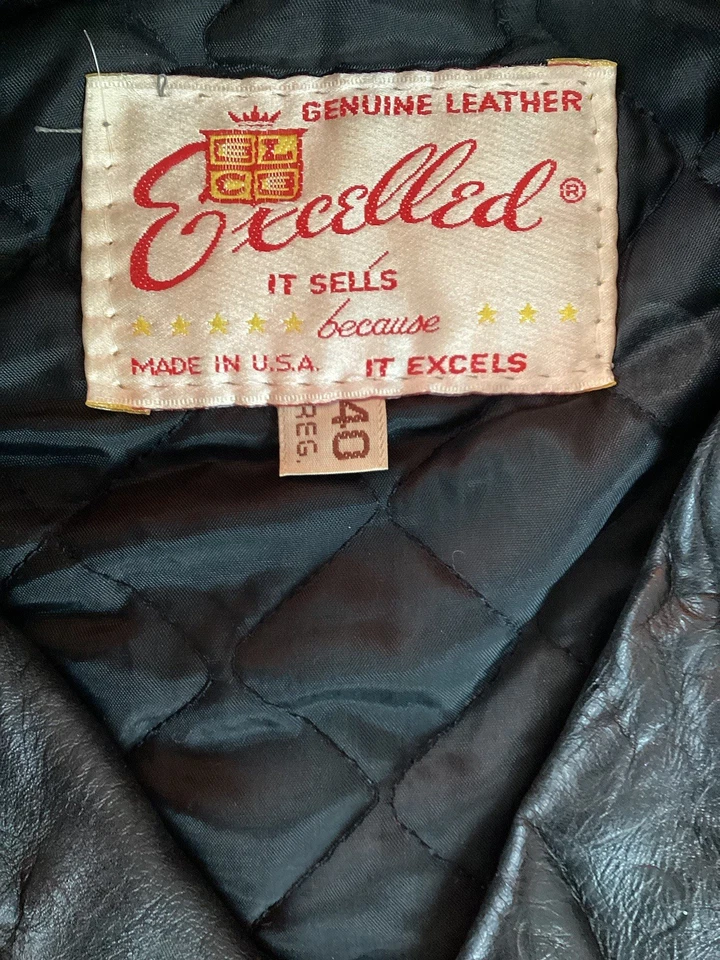 GENUINE LEATHER
E L
C E
Excelled ®
IT SELLS
because
MADE IN U.S.A. IT EXCELS
40
REG.